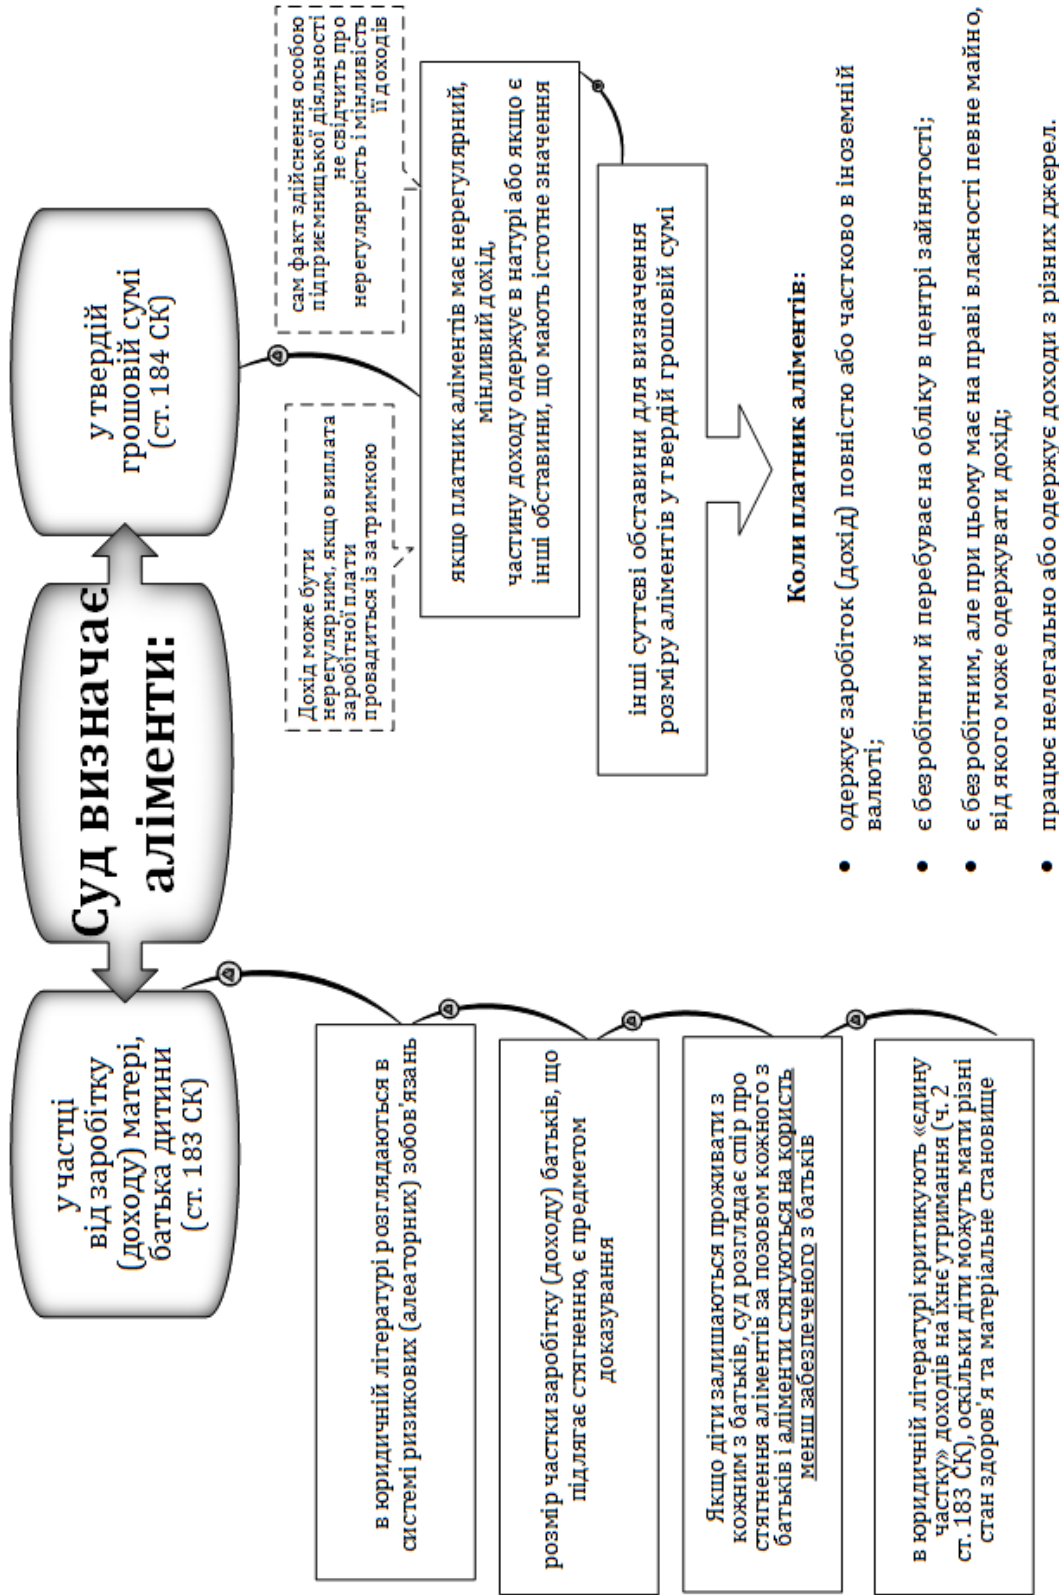 Суд визначає
аліменти:
у частці
від заробітку
(доходу) матері,
батька дитини
(ст. 183 СК)
в юридичній літературі розглядаються в
системі ризикових (алеаторних) зобов'язань
розмір частки заробітку (доходу) батьків, що
підлягає стягненню, є предметом
доказування
Якщо діти залишаються проживати з
кожним з батьків, суд розглядає спір про
стягнення аліментів за позовом кожного з
батьків і аліменти стягуються на користь
менш забезпеченого з батьків
в юридичній літературі критикують «єдину
частку» доходів на їхнє утримання (ч. 2
ст. 183 СК), оскільки діти можуть мати різні
стан здоров'я та матеріальне становище
у твердій
грошовій сумі
(ст. 184 СК)
Дохід може бути
нерегулярним, якщо виплата
заробітної плати
провадиться із затримкою
сам факт здійснення особою
підприємницької діяльності
не свідчить про
нерегулярність і мінливість
її доходів
якщо платник аліментів має нерегулярний,
мінливий дохід,
частину доходу одержує в натурі або якщо є
інші обставини, що мають істотне значення
інші суттєві обставини для визначення
розміру аліментів у твердій грошовій сумі
Коли платник аліментів:
• одержує заробіток (дохід) повністю або частково в іноземній
валюті;
• є безробітним й перебуває на обліку в центрі зайнятості;
• є безробітним, але при цьому має на праві власності певне майно,
від якого може одержувати дохід;
• працює нелегально або одержує доходи з різних джерел.